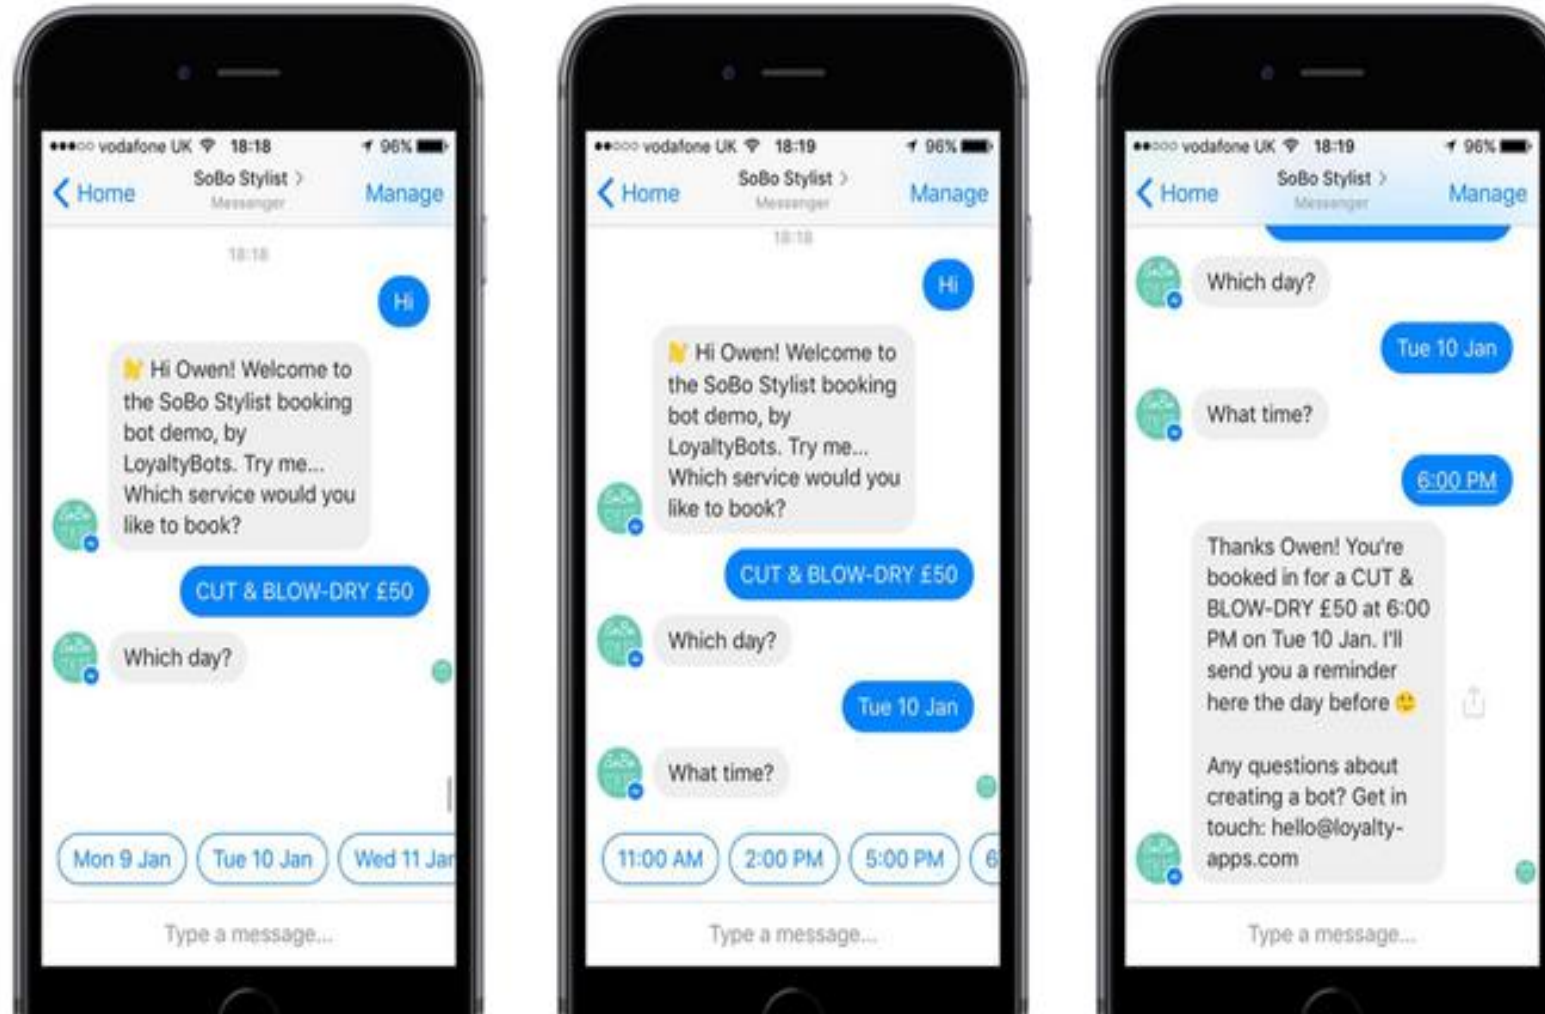 vodafone UK 18:18 96%
Home
SoBo Stylist >
Messenger
Manage
18:18
Hi
Hi Owen! Welcome to
the SoBo Stylist booking
bot demo, by
LoyaltyBots. Try me...
Which service would you
like to book?
CUT & BLOW-DRY £50
Which day?
Mon 9 Jan
Tue 10 Jan
Wed 11 Jan
Type a message...
vodafone UK 18:19 96%
Home
SoBo Stylist >
Messenger
Manage
18:18
Hi
Hi Owen! Welcome to
the SoBo Stylist booking
bot demo, by
LoyaltyBots. Try me...
Which service would you
like to book?
CUT & BLOW-DRY £50
Which day?
Tue 10 Jan
What time?
11:00 AM
2:00 PM
5:00 PM
6
Type a message...
vodafone UK 18:19 96%
Home
SoBo Stylist >
Messenger
Manage
Which day?
Tue 10 Jan
What time?
6:00 PM
Thanks Owen! You're
booked in for a CUT &
BLOW-DRY £50 at 6:00
PM on Tue 10 Jan. I'll
send you a reminder
here the day before
Any questions about
creating a bot? Get in
touch: hello@loyalty-
apps.com
Type a message...